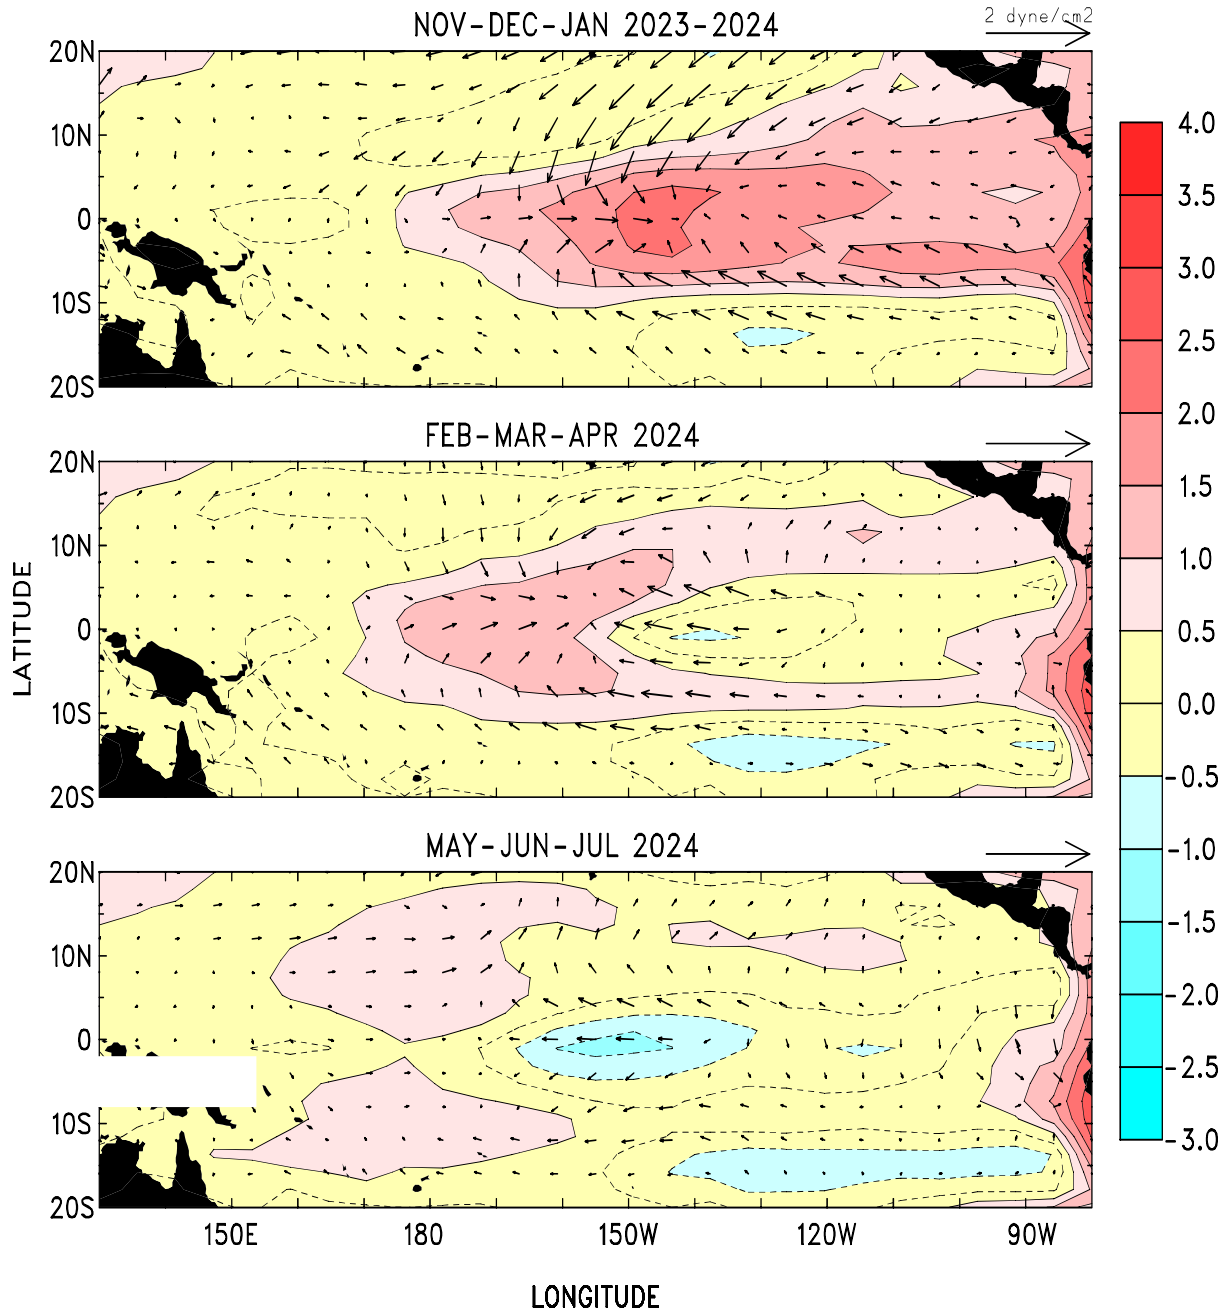 NOV-DEC-JAN 2023-2024
2 dyne/cm2
20N
10N
0
10S
20S
FEB-MAR-APR 2024
20N
10N
0
10S
20S
MAY-JUN-JUL 2024
20N
10N
0
10S
20S
150E 180 150W 120W 90W
LATITUDE
LONGITUDE
4.0
3.5
3.0
2.5
2.0
1.5
1.0
0.5
0.0
-0.5
-1.0
-1.5
-2.0
-2.5
-3.0